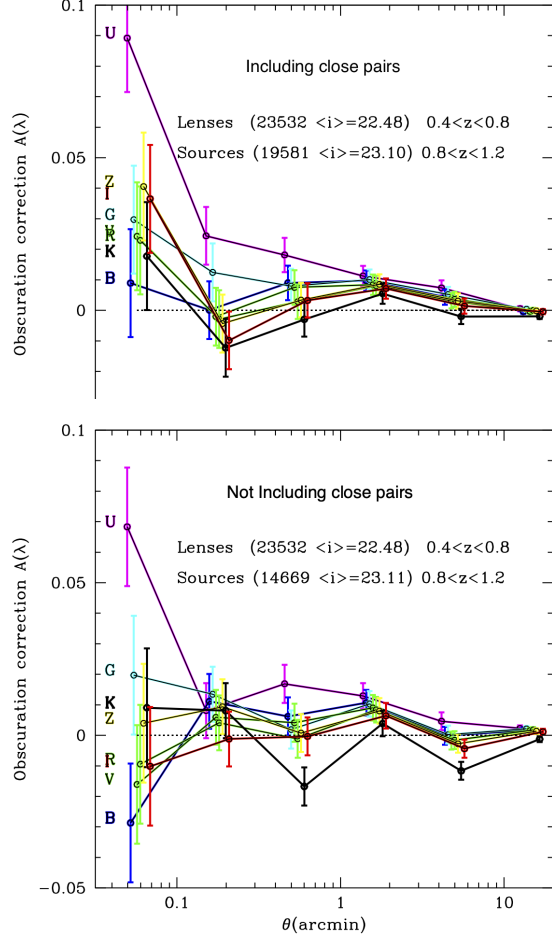 0.1
U
Including close pairs
Lenses (23532 <i>=22.48) 0.4<z<0.8
Sources (19581 <i>=23.10) 0.8<z<1.2
0.05
Z
I
G
V
R
K
B
0
Obscuration correction A(λ)
0.1
U
Not Including close pairs
Lenses (23532 <i>=22.48) 0.4<z<0.8
Sources (14669 <i>=23.11) 0.8<z<1.2
0.05
G
K
Z
0
R
I
V
B
-0.05
Obscuration correction A(λ)
0.1 1 10
θ(arcmin)